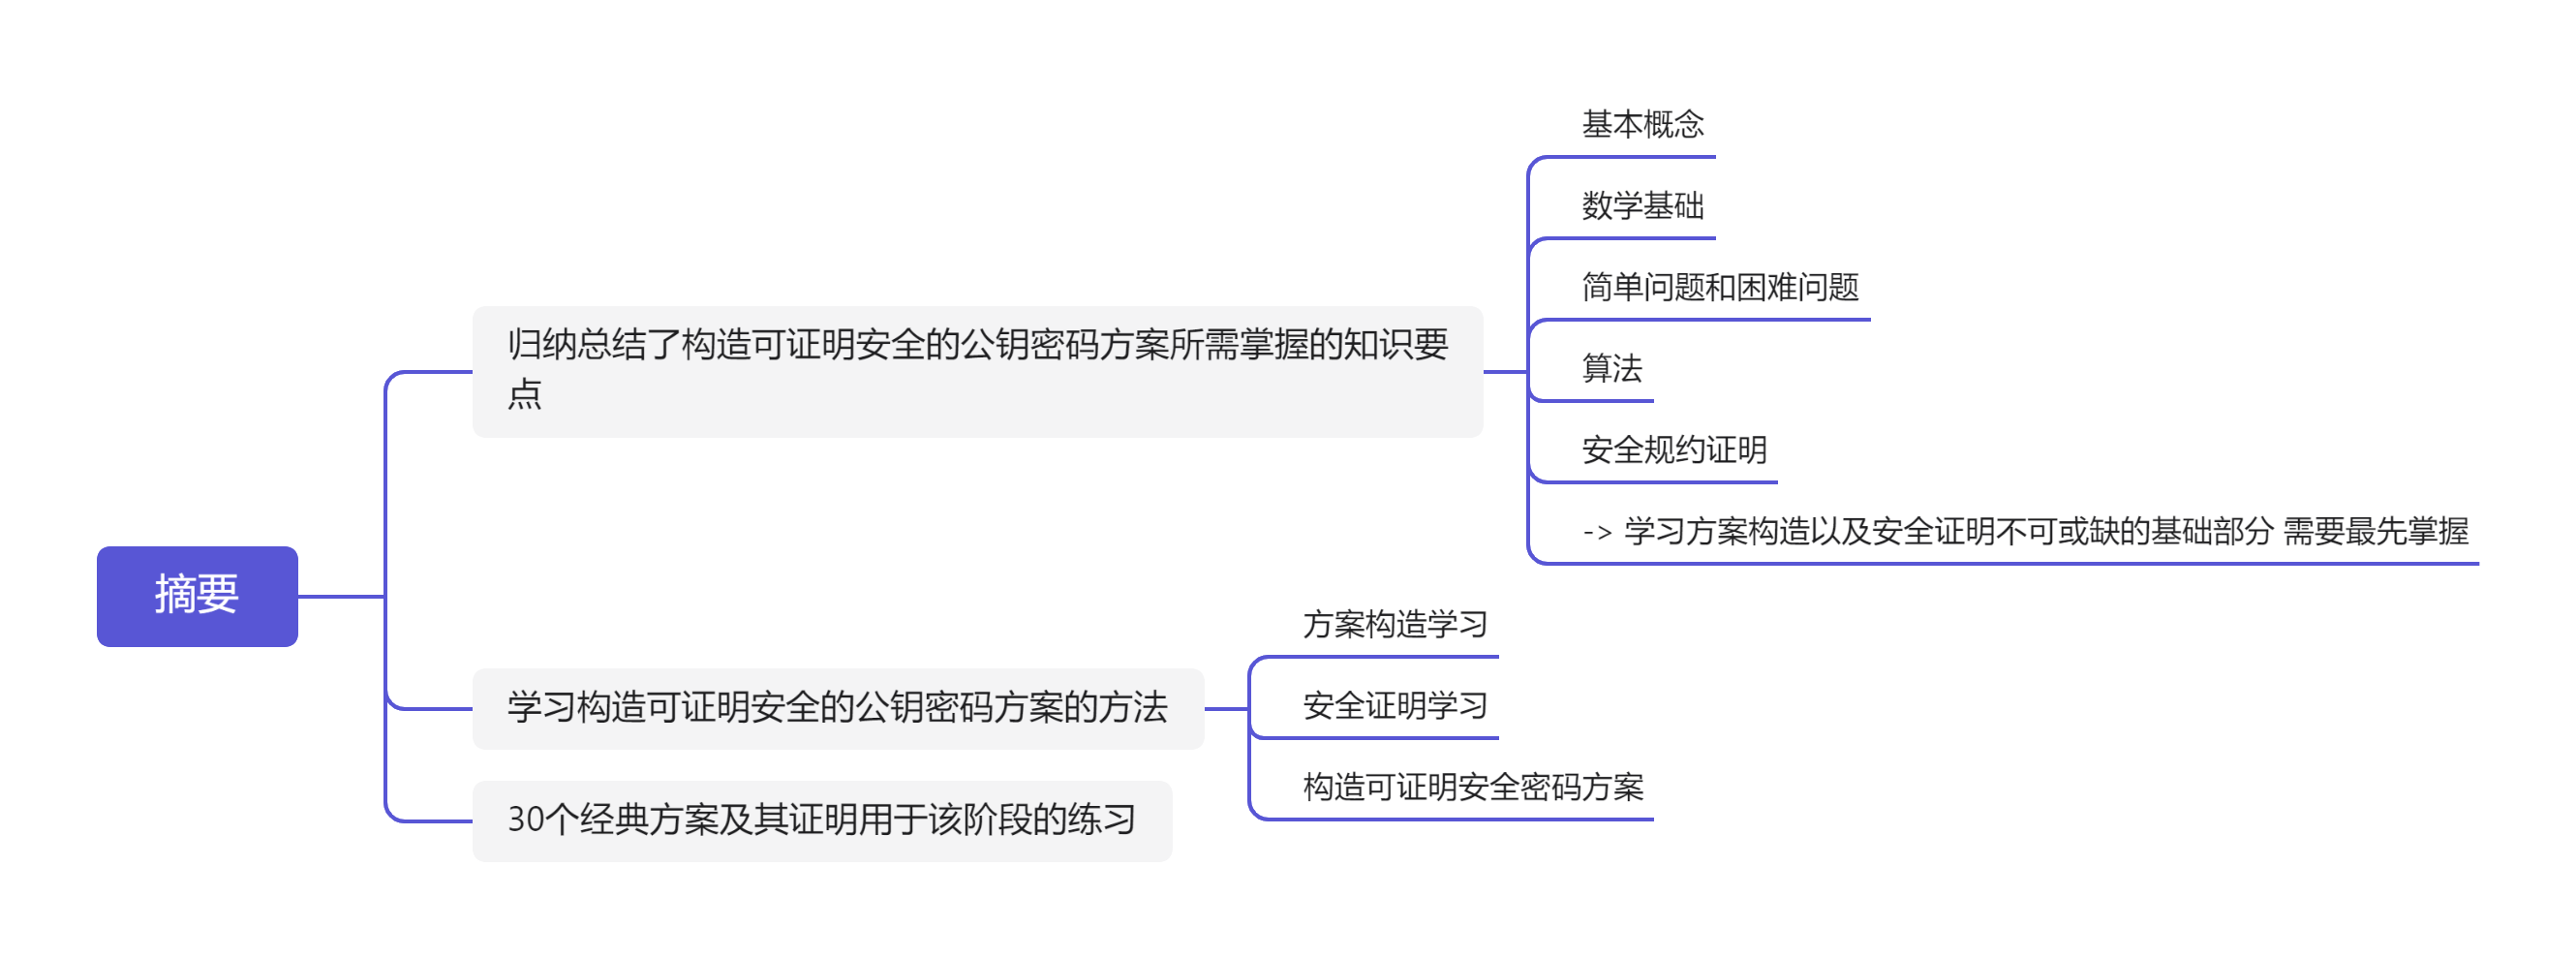 摘要
归纳总结了构造可证明安全的公钥密码方案所需掌握的知识要
点
基本概念
数学基础
简单问题和困难问题
算法
安全规约证明
-> 学习方案构造以及安全证明不可或缺的基础部分 需要最先掌握
学习构造可证明安全的公钥密码方案的方法
方案构造学习
安全证明学习
构造可证明安全密码方案
30个经典方案及其证明用于该阶段的练习